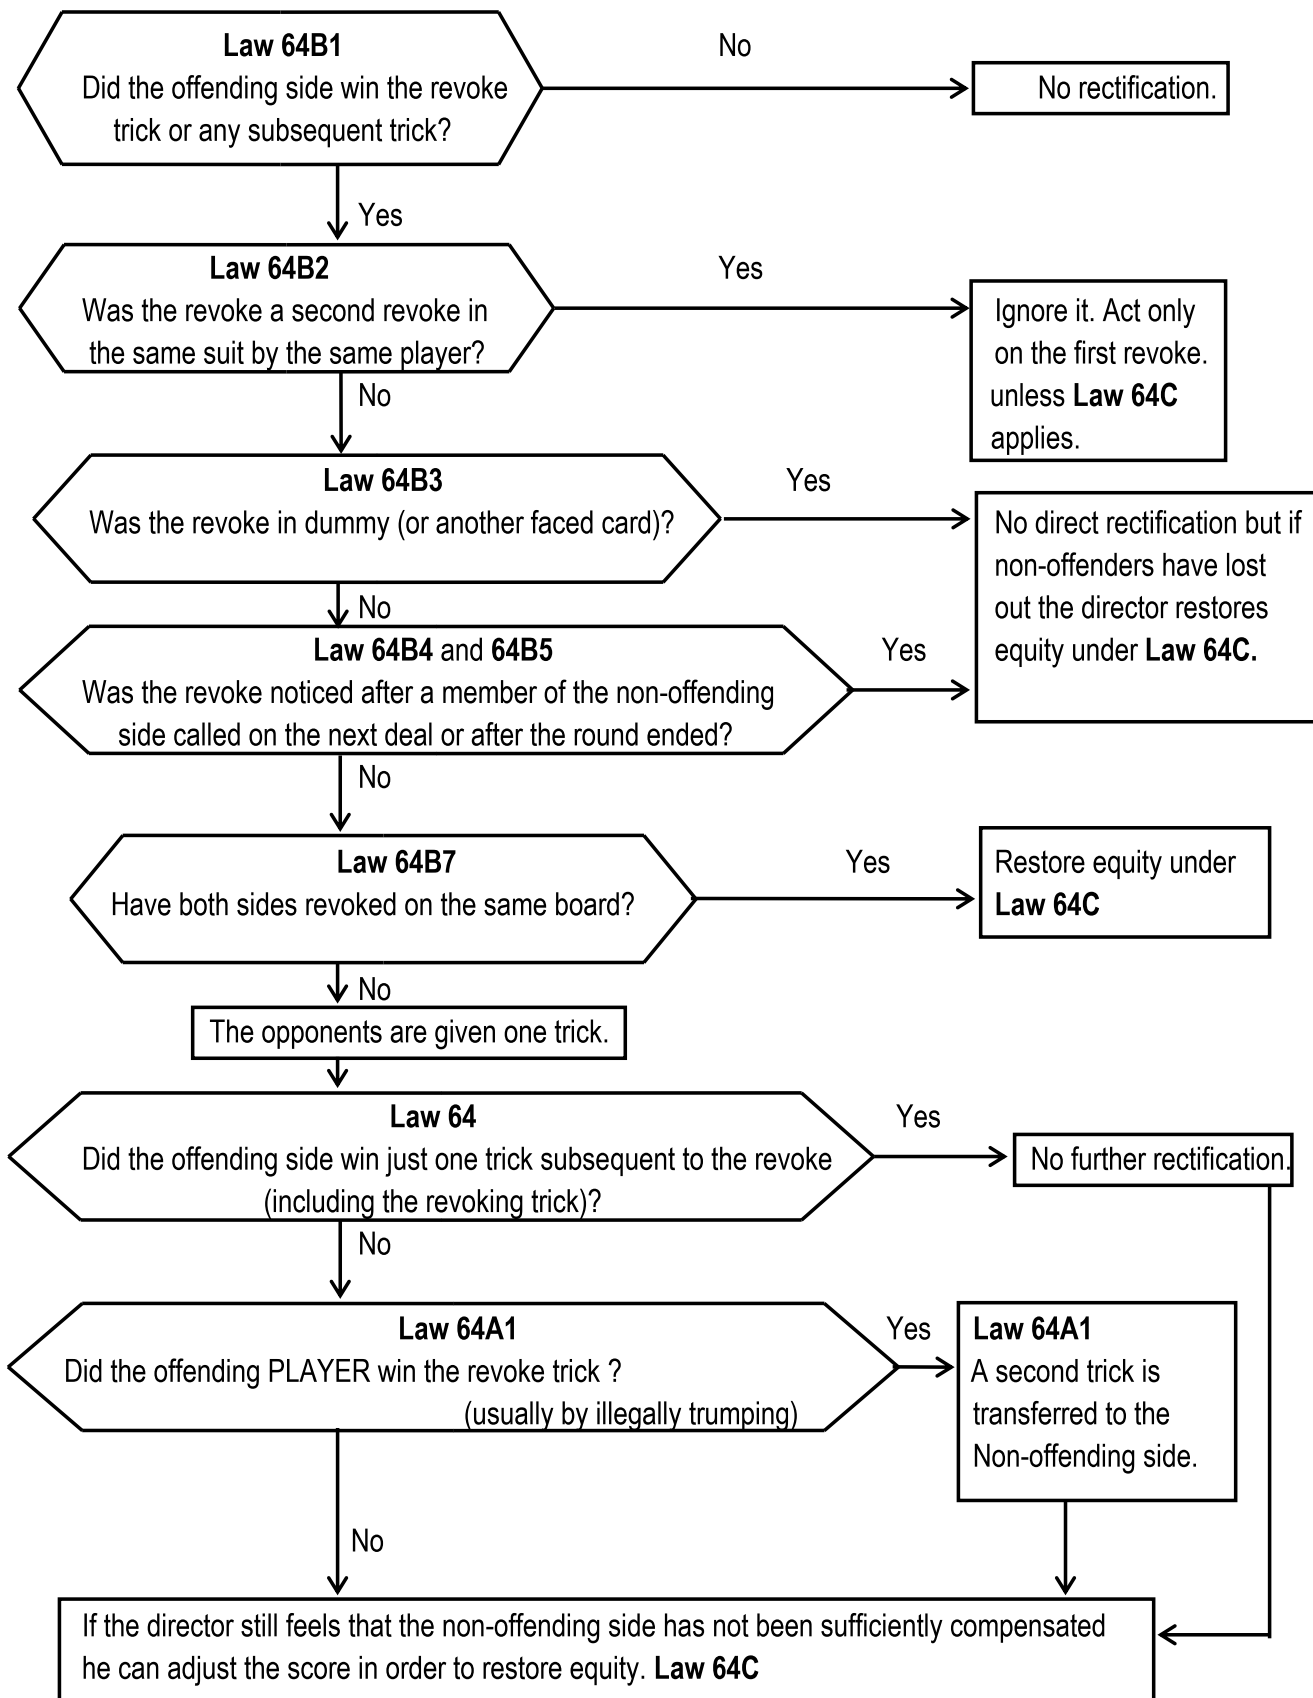 Law 64B1
No
Did the offending side win the revoke
trick or any subsequent trick?
No rectification.
Yes
Law 64B2
Yes
Was the revoke a second revoke in
the same suit by the same player?
Ignore it. Act only
on the first revoke.
unless Law 64C
applies.
No
Law 64B3
Yes
Was the revoke in dummy (or another faced card)?
No direct rectification but if
non-offenders have lost
out the director restores
equity under Law 64C.
No
Law 64B4 and 64B5
Yes
Was the revoke noticed after a member of the non-offending
side called on the next deal or after the round ended?
No
Law 64B7
Yes
Have both sides revoked on the same board?
Restore equity under
Law 64C
No
The opponents are given one trick.
Law 64
Yes
Did the offending side win just one trick subsequent to the revoke
(including the revoking trick)?
No further rectification.
No
Law 64A1
Yes
Did the offending PLAYER win the revoke trick ?
(usually by illegally trumping)
Law 64A1
A second trick is
transferred to the
Non-offending side.
No
If the director still feels that the non-offending side has not been sufficiently compensated
he can adjust the score in order to restore equity. Law 64C